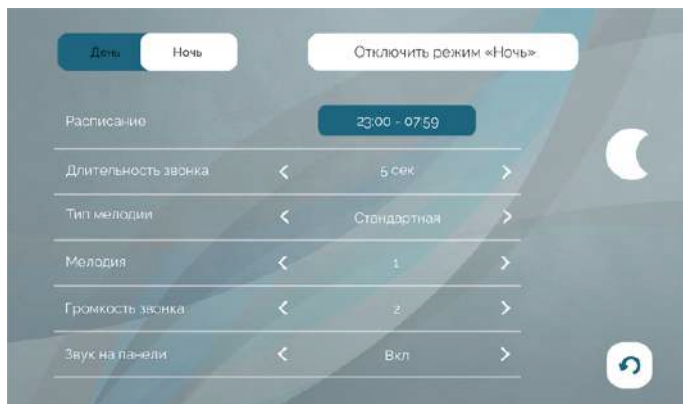 День Ночь Отключить режим «Ночь»
Расписание 23:00 - 07:59
Длительность звонка 5 сек
Тип мелодии Стандартная
Мелодия 1
Громкость звонка 2
Звук на панели Вкл